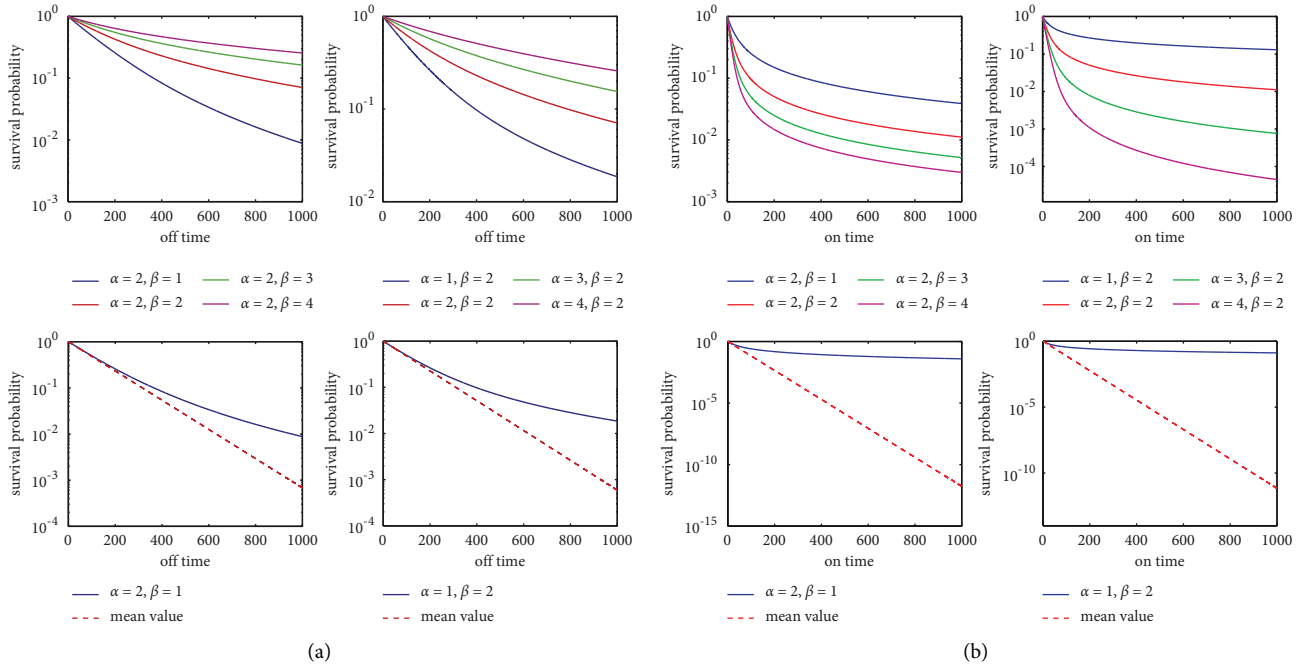 survival probability
10^0
10^-1
10^-2
10^-3
0 200 400 600 800 1000
off time
α = 2, β = 1
α = 2, β = 3
α = 2, β = 2
α = 2, β = 4
survival probability
10^0
10^-1
10^-2
0 200 400 600 800 1000
off time
α = 1, β = 2
α = 3, β = 2
α = 2, β = 2
α = 4, β = 2
survival probability
10^0
10^-1
10^-2
10^-3
0 200 400 600 800 1000
on time
α = 2, β = 1
α = 2, β = 3
α = 2, β = 2
α = 2, β = 4
survival probability
10^0
10^-1
10^-2
10^-3
10^-4
0 200 400 600 800 1000
on time
α = 1, β = 2
α = 3, β = 2
α = 2, β = 2
α = 4, β = 2
survival probability
10^0
10^-1
10^-2
10^-3
10^-4
0 200 400 600 800 1000
off time
α = 2, β = 1
mean value
survival probability
10^0
10^-1
10^-2
10^-3
10^-4
0 200 400 600 800 1000
off time
α = 1, β = 2
mean value
(a)
survival probability
10^0
10^-5
10^-10
10^-15
0 200 400 600 800 1000
on time
α = 2, β = 1
mean value
survival probability
10^0
10^-5
10^-10
0 200 400 600 800 1000
on time
α = 1, β = 2
mean value
(b)